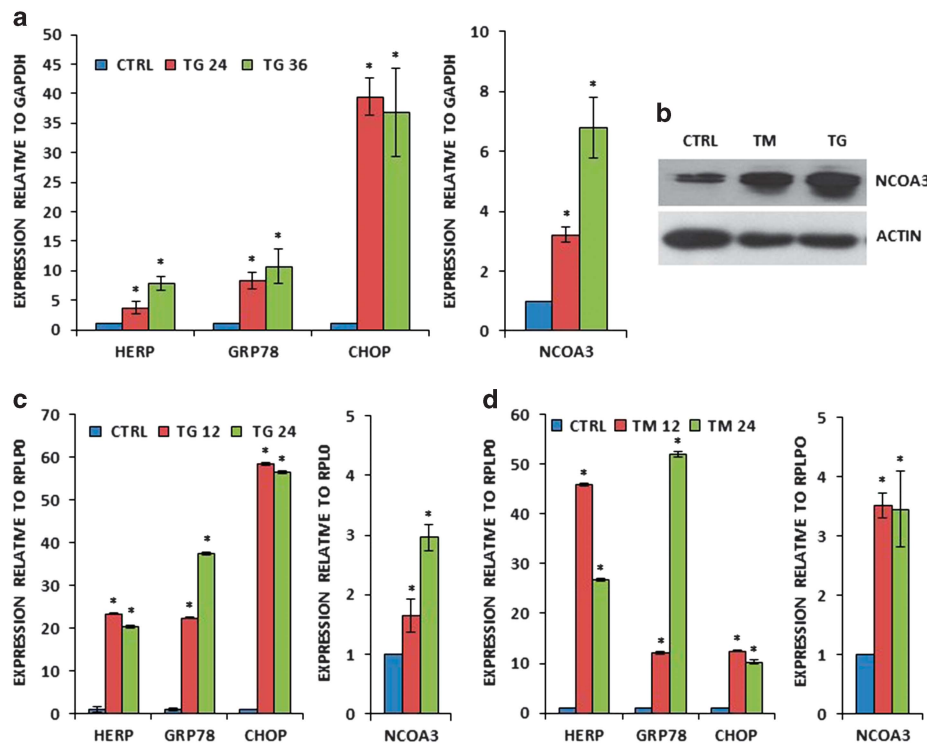 a
EXPRESSION RELATIVE TO GAPDH
50
45
40
35
30
25
20
15
10
5
0
CTRL TG 24 TG 36
* * * * * *
HERP GRP78 CHOP
EXPRESSION RELATIVE TO GAPDH
10
8
6
4
2
0
* *
NCOA3
b
CTRL TM TG
NCOA3
ACTIN
c
EXPRESSION RELATIVE TO RPLP0
70
60
50
40
30
20
10
0
CTRL TG 12 TG 24
* * * * * *
HERP GRP78 CHOP
EXPRESSION RELATIVE TO RPL0
5
4
3
2
1
0
* *
NCOA3
d
EXPRESSION RELATIVE TO RPLP0
60
50
40
30
20
10
0
CTRL TM 12 TM 24
* * * * * *
HERP GRP78 CHOP
EXPRESSION RELATIVE TO RPLPO
5
4
3
2
1
0
* *
NCOA3